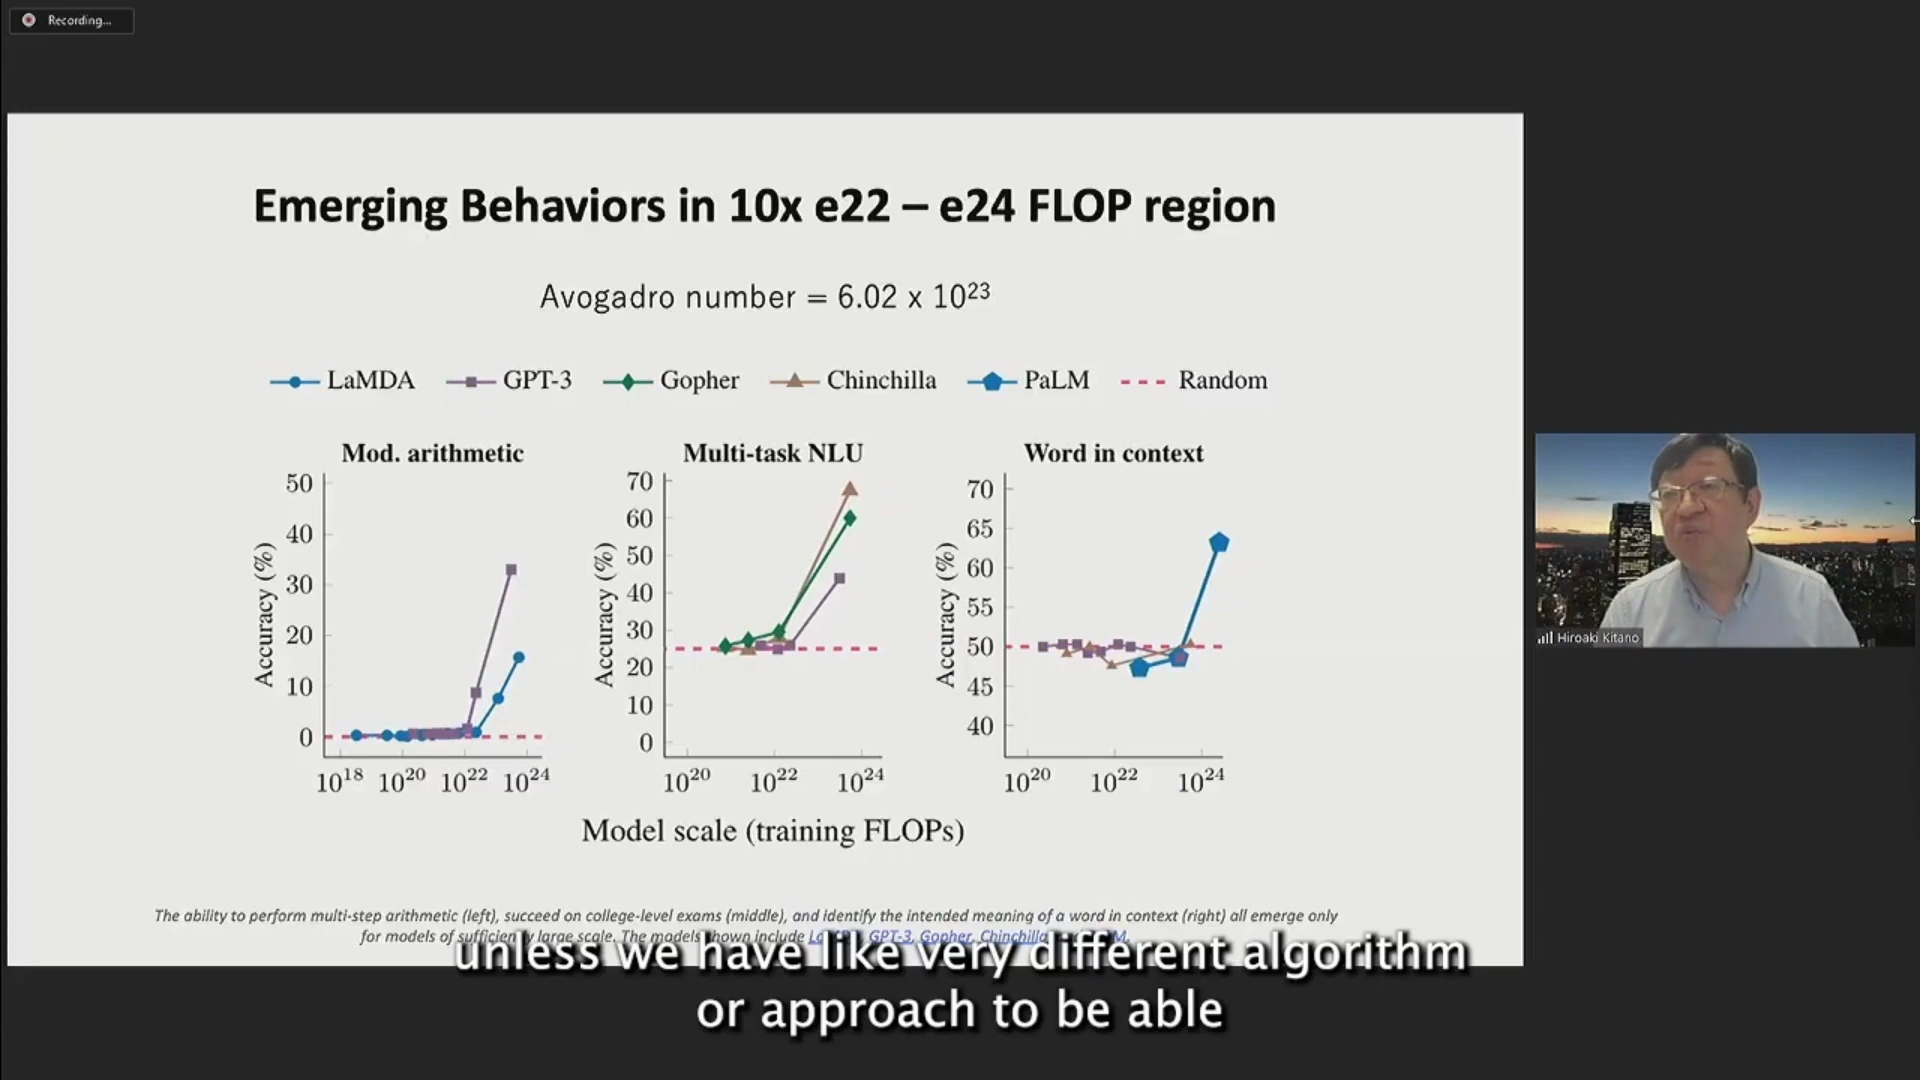 Recording...
Emerging Behaviors in 10x e22 – e24 FLOP region
Avogadro number = 6.02 x 10²³
LaMDA GPT-3 Gopher Chinchilla PaLM Random
Mod. arithmetic
Accuracy (%)
50
40
30
20
10
0
10¹⁸ 10²⁰ 10²² 10²⁴
Multi-task NLU
Accuracy (%)
70
60
50
40
30
20
10
0
10²⁰ 10²² 10²⁴
Word in context
Accuracy (%)
70
65
60
55
50
45
40
10²⁰ 10²² 10²⁴
Model scale (training FLOPs)
The ability to perform multi-step arithmetic (left), succeed on college-level exams (middle), and identify the intended meaning of a word in context (right) all emerge only
for models of sufficiently large scale. The models shown include GPT-3, Gopher, Chinchilla
unless we have like very different algorithm
or approach to be able
Hiroaki Kitano